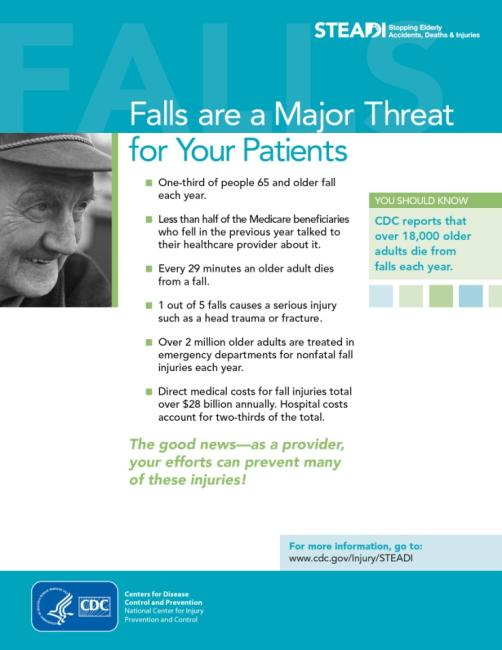 FALLS
STEADI Stopping Elderly
Accidents, Deaths & Injuries
Falls are a Major Threat
for Your Patients
One-third of people 65 and older fall
each year.
Less than half of the Medicare beneficiaries
who fell in the previous year talked to
their healthcare provider about it.
Every 29 minutes an older adult dies
from a fall.
1 out of 5 falls causes a serious injury
such as a head trauma or fracture.
Over 2 million older adults are treated in
emergency departments for nonfatal fall
injuries each year.
Direct medical costs for fall injuries total
over $28 billion annually. Hospital costs
account for two-thirds of the total.
The good news—as a provider,
your efforts can prevent many
of these injuries!
YOU SHOULD KNOW
CDC reports that
over 18,000 older
adults die from
falls each year.
For more information, go to:
www.cdc.gov/Injury/STEADI
CDC
Centers for Disease
Control and Prevention
National Center for Injury
Prevention and Control